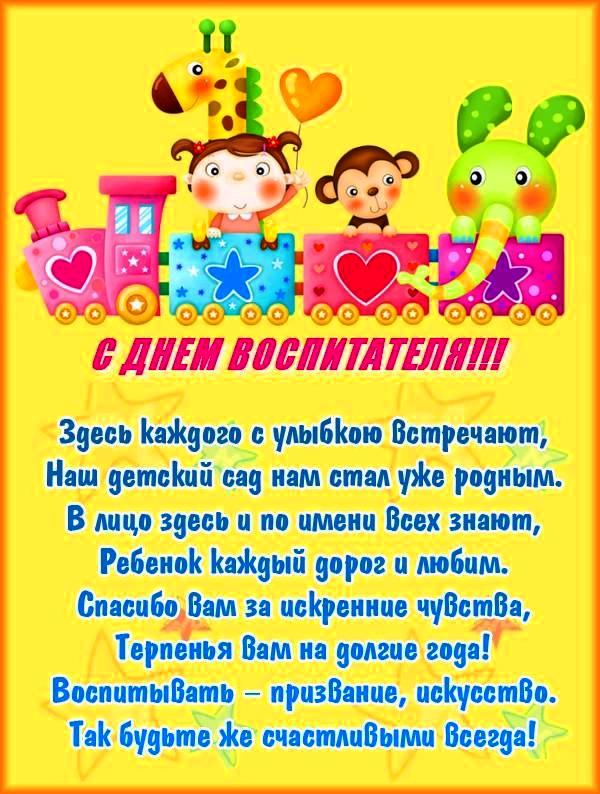 С ДНЕМ ВОСПИТАТЕЛЯ!!!
Здесь каждого с улыбкою встречают,
Наш детский сад нам стал уже родным.
В лицо здесь и по имени всех знают,
Ребенок каждый дорог и любим.
Спасибо Вам за искренние чувства,
Терпенья Вам на долгие года!
Воспитывать – призвание, искусство.
Так будьте же счастливыми всегда!